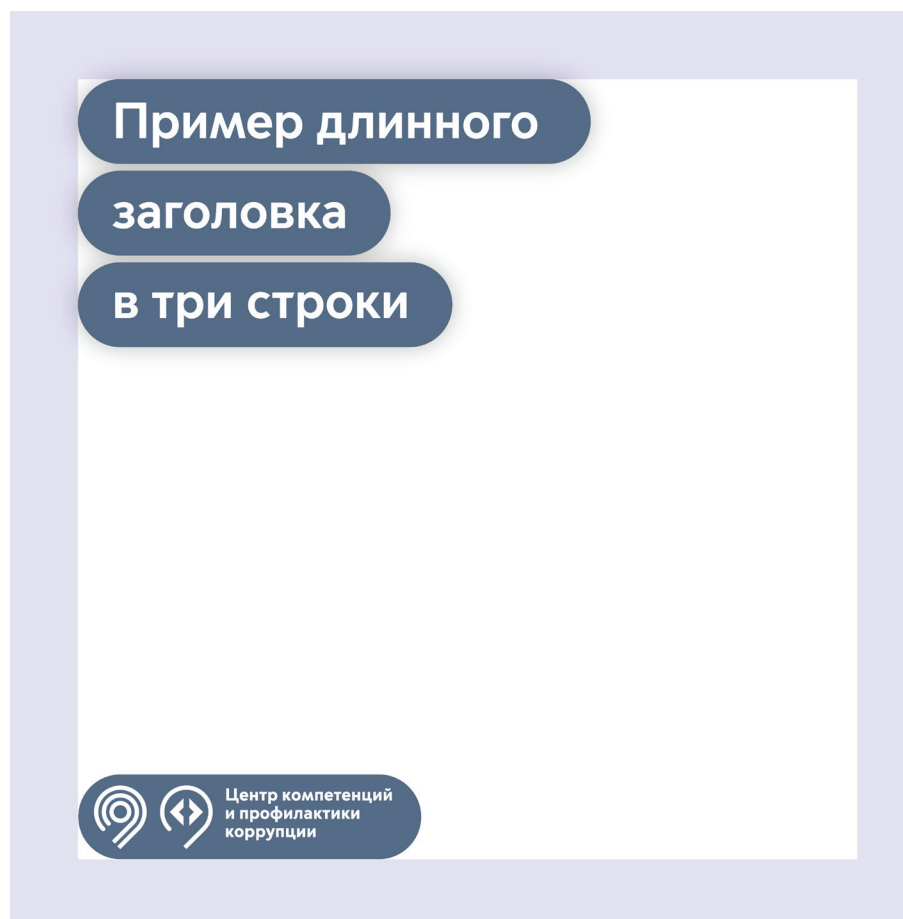 Пример длинного
заголовка
в три строки
Центр компетенций
и профилактики
коррупции